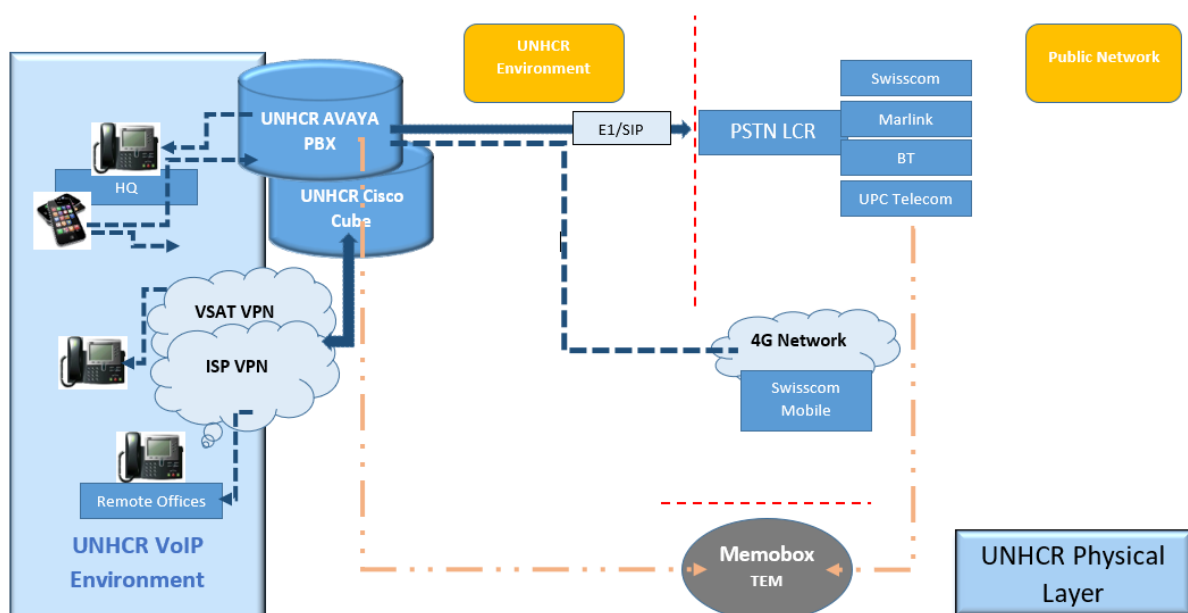 UNHCR
Environment
Public Network
UNHCR AVAYA
PBX
E1/SIP
PSTN LCR
Swisscom
Marlink
BT
UPC Telecom
HQ
UNHCR Cisco
Cube
VSAT VPN
ISP VPN
4G Network
Swisscom
Mobile
Remote Offices
UNHCR VoIP
Environment
Memobox
TEM
UNHCR Physical
Layer